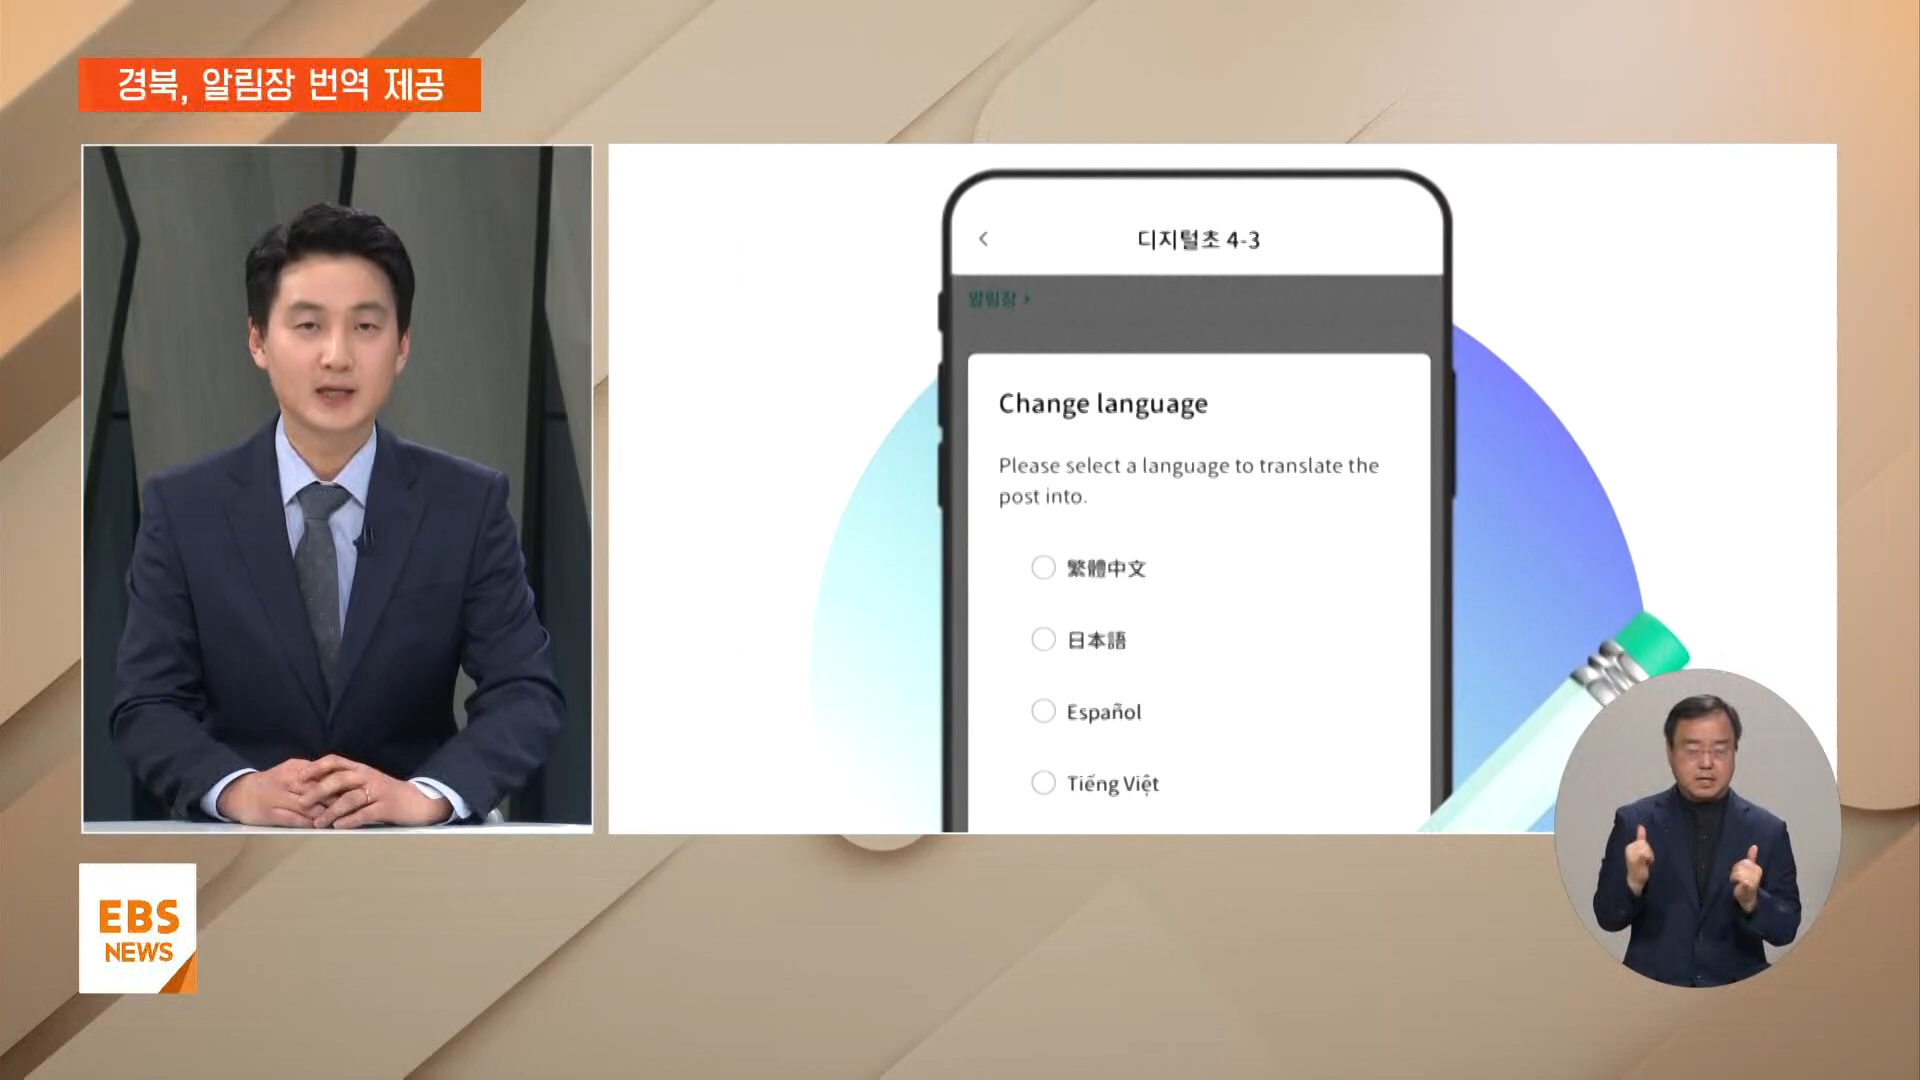 경북, 알림장 번역 제공
디지털초 4-3
알림장 >
Change language
Please select a language to translate the
post into.
繁體中文
日本語
Español
Tiếng Việt
EBS
NEWS